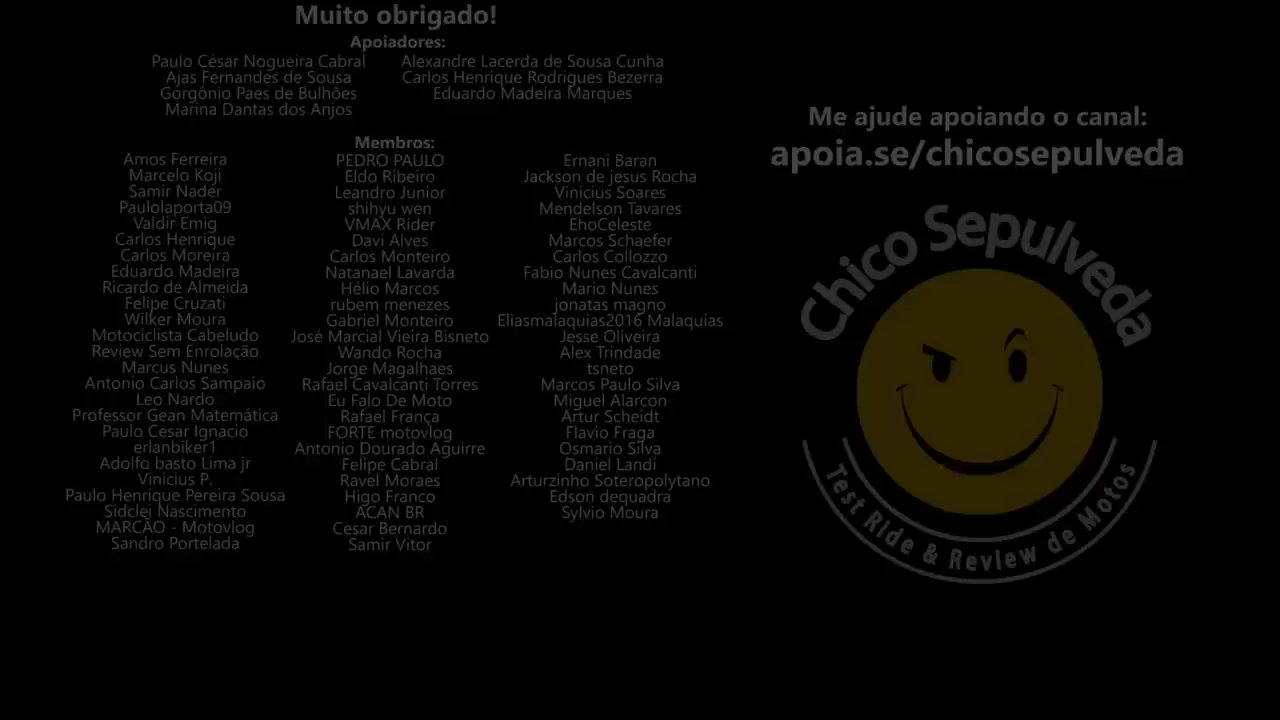 Muito obrigado!
Apoiadores:
Paulo César Nogueira Cabral
Ajas Fernandes de Sousa
Gorgônio Paes de Bulhões
Marina Dantas dos Anjos
Alexandre Lacerda de Sousa Cunha
Carlos Henrique Rodrigues Bezerra
Eduardo Madeira Marques
Membros:
Amos Ferreira
Marcelo Koji
Samir Nader
Paulolaporta09
Valdir Emig
Carlos Henrique
Carlos Moreira
Eduardo Madeira
Ricardo de Almeida
Felipe Cruzati
Wilker Moura
Motociclista Cabeludo
Review Sem Enrolação
Marcus Nunes
Antonio Carlos Sampaio
Leo Nardo
Professor Gean Matemática
Paulo Cesar Ignacio
erlanbiker1
Adolfo basto Lima jr
Vinicius P.
Paulo Henrique Pereira Sousa
Sidclei Nascimento
MARCÃO - Motovlog
Sandro Portelada
PEDRO PAULO
Eldo Ribeiro
Leandro Junior
shihyu wen
VMAX Rider
Davi Alves
Carlos Monteiro
Natanael Lavarda
Hélio Marcos
rubem menezes
Gabriel Monteiro
José Marcial Vieira Bisneto
Wando Rocha
Jorge Magalhaes
Rafael Cavalcanti Torres
Eu Falo De Moto
Rafael França
FORTE motovlog
Antonio Dourado Aguirre
Felipe Cabral
Ravel Moraes
Higo Franco
ACAN BR
Cesar Bernardo
Samir Vitor
Ernani Baran
Jackson de jesus Rocha
Vinicius Soares
Mendelson Tavares
EhoCeleste
Marcos Schaefer
Carlos Collozzo
Fabio Nunes Cavalcanti
Mario Nunes
jonatas magno
Eliasmalaquias2016 Malaquias
Jesse Oliveira
Alex Trindade
tsneto
Marcos Paulo Silva
Miguel Alarcon
Artur Scheidt
Flavio Fraga
Osmario Silva
Daniel Landi
Arturzinho Soteropolytano
Edson dequadra
Sylvio Moura
Me ajude apoiando o canal:
apoia.se/chicosepulveda
Chico Sepulveda
Test Ride & Review de Motos